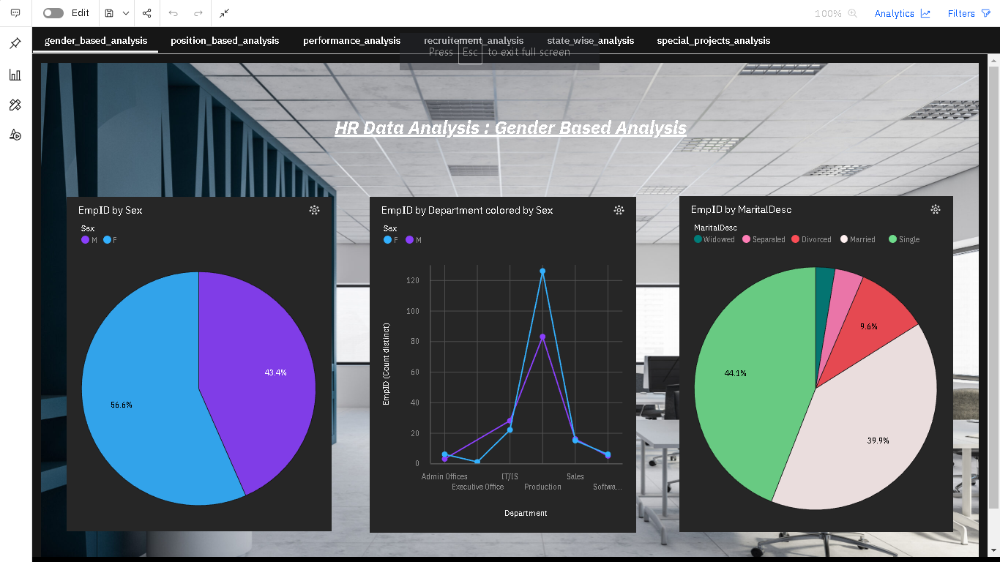 Edit
100%
Analytics
Filters
gender_based_analysis
position_based_analysis
performance_analysis
recruitement_analysis
state_wise_analysis
special_projects_analysis
Press Esc to exit full screen
HR Data Analysis : Gender Based Analysis
EmpID by Sex
Sex
M F
43.4%
56.6%
EmpID by Department colored by Sex
Sex
F M
EmpID (Count distinct)
120
100
80
60
40
20
0
Admin Offices
Executive Office
IT/IS
Production
Sales
Softwa...
Department
EmpID by MaritalDesc
MaritalDesc
Widowed Separated Divorced Married Single
9.6%
44.1%
39.9%